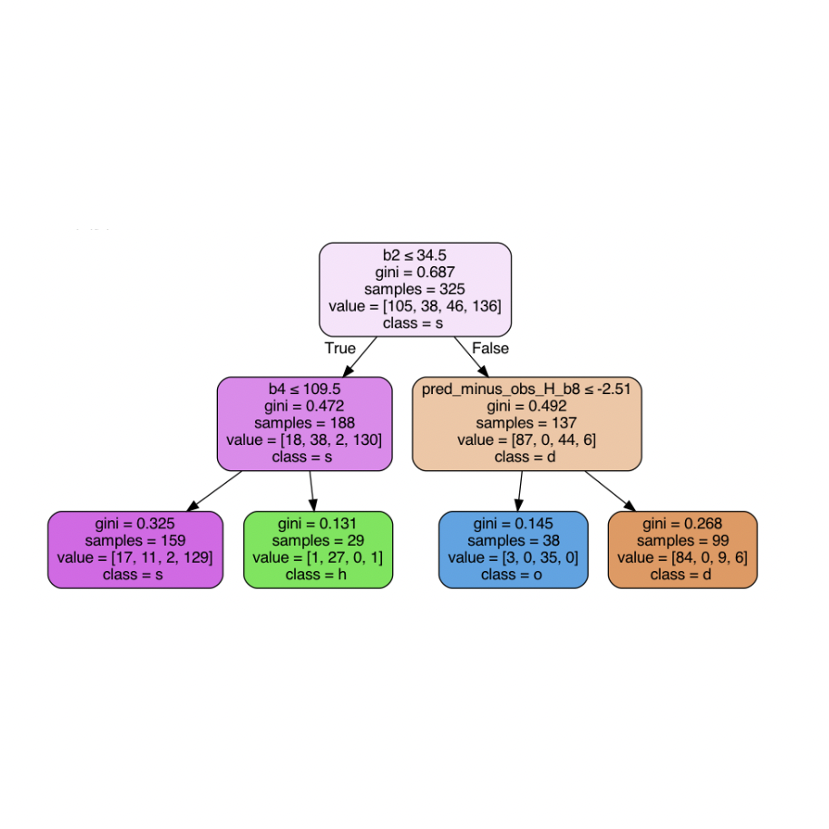 b2 ≤ 34.5
gini = 0.687
samples = 325
value = [105, 38, 46, 136]
class = s
True
False
b4 ≤ 109.5
gini = 0.472
samples = 188
value = [18, 38, 2, 130]
class = s
pred_minus_obs_H_b8 ≤ -2.51
gini = 0.492
samples = 137
value = [87, 0, 44, 6]
class = d
gini = 0.325
samples = 159
value = [17, 11, 2, 129]
class = s
gini = 0.131
samples = 29
value = [1, 27, 0, 1]
class = h
gini = 0.145
samples = 38
value = [3, 0, 35, 0]
class = o
gini = 0.268
samples = 99
value = [84, 0, 9, 6]
class = d